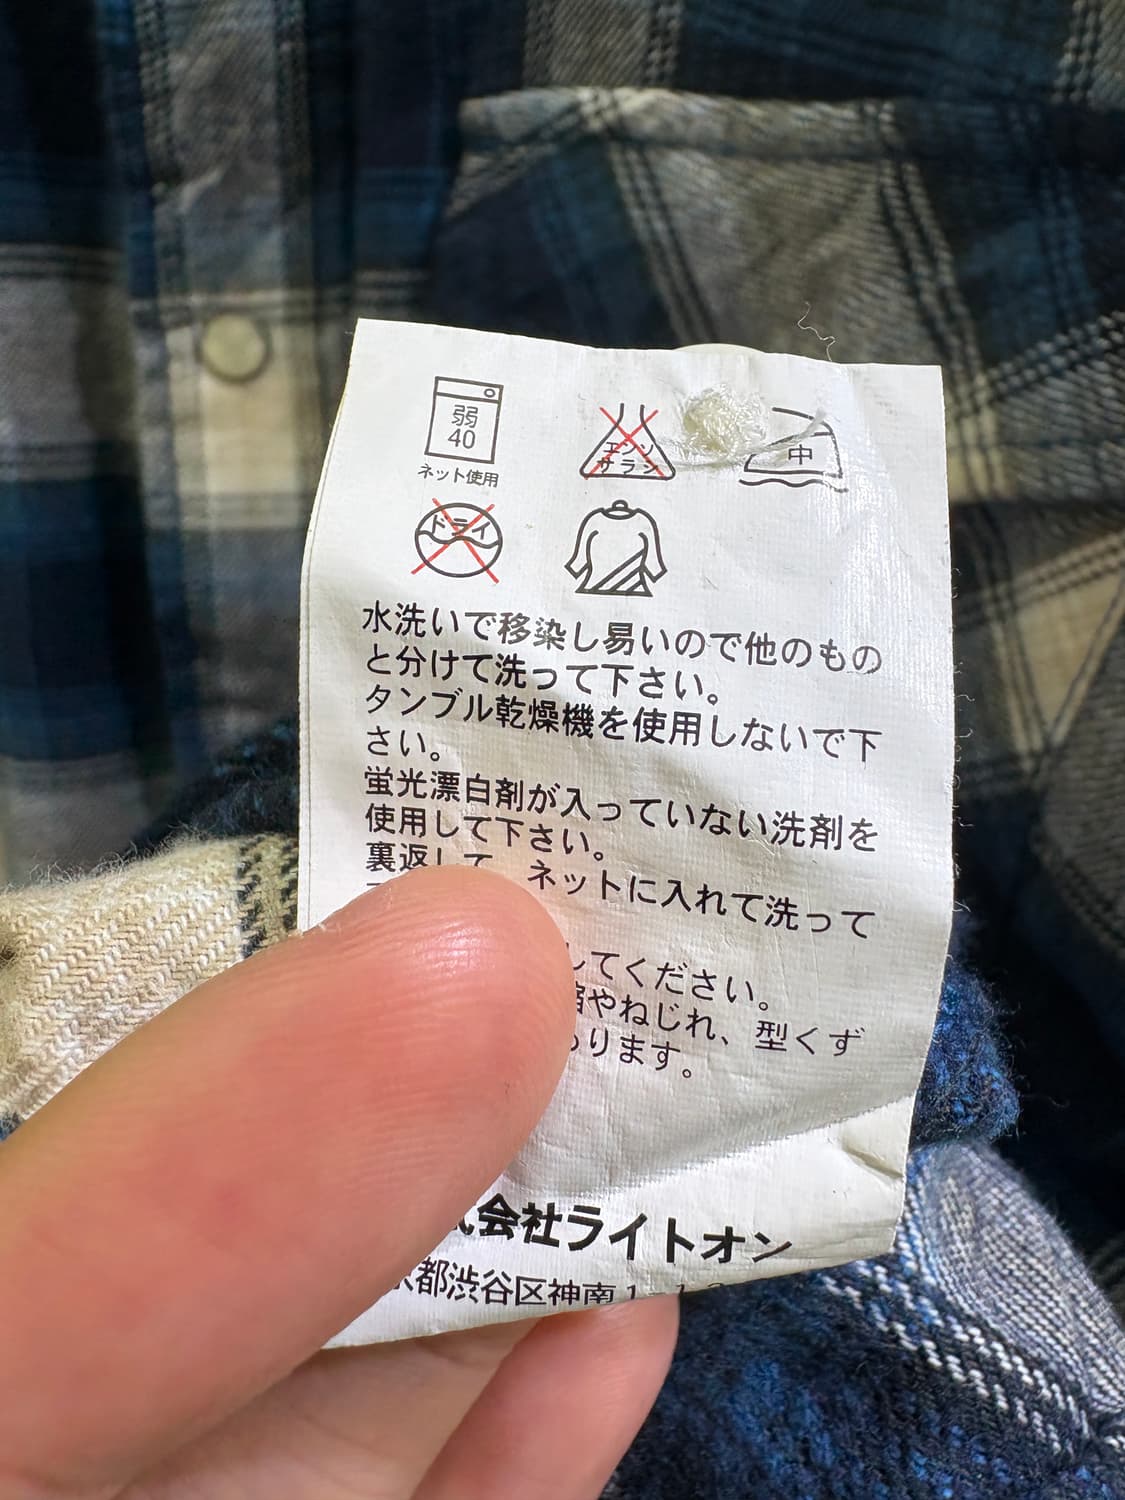 弱
40
ネット使用
エンソ
サラシ
中
ドライ
水洗いで移染し易いので他のもの
と分けて洗って下さい。
タンブル乾燥機を使用しないで下
さい。
蛍光漂白剤が入っていない洗剤を
使用して下さい。
裏返して、ネットに入れて洗って
してください。
縮やねじれ、型くず
あります。
式会社ライトオン
京都渋谷区神南1